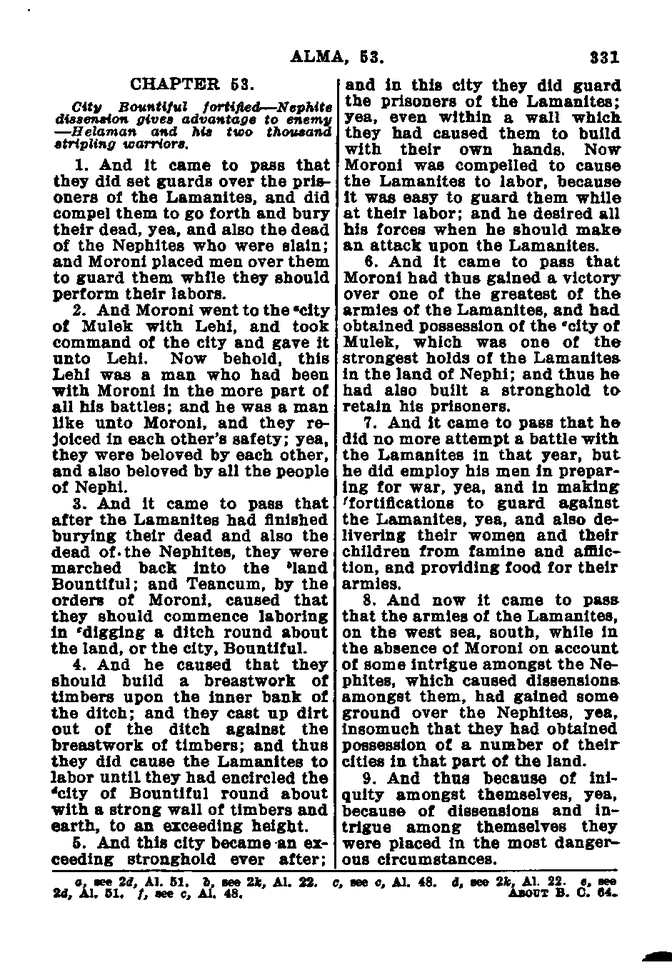 ALMA, 53.
331
CHAPTER 53.
City Bountiful fortified—Nephite
dissension gives advantage to enemy
—Helaman and his two thousand
stripling warriors.
1. And it came to pass that
they did set guards over the pris-
oners of the Lamanites, and did
compel them to go forth and bury
their dead, yea, and also the dead
of the Nephites who were slain;
and Moroni placed men over them
to guard them while they should
perform their labors.
2. And Moroni went to the ᵃcity
of Mulek with Lehi, and took
command of the city and gave it
unto Lehi. Now behold, this
Lehi was a man who had been
with Moroni in the more part of
all his battles; and he was a man
like unto Moroni, and they re-
joiced in each other's safety; yea,
they were beloved by each other,
and also beloved by all the people
of Nephi.
3. And it came to pass that
after the Lamanites had finished
burying their dead and also the
dead of the Nephites, they were
marched back into the ᵇland
Bountiful; and Teancum, by the
orders of Moroni, caused that
they should commence laboring
in ᶜdigging a ditch round about
the land, or the city, Bountiful.
4. And he caused that they
should build a breastwork of
timbers upon the inner bank of
the ditch; and they cast up dirt
out of the ditch against the
breastwork of timbers; and thus
they did cause the Lamanites to
labor until they had encircled the
ᵈcity of Bountiful round about
with a strong wall of timbers and
earth, to an exceeding height.
5. And this city became an ex-
ceeding stronghold ever after;
and in this city they did guard
the prisoners of the Lamanites;
yea, even within a wall which
they had caused them to build
with their own hands. Now
Moroni was compelled to cause
the Lamanites to labor, because
it was easy to guard them while
at their labor; and he desired all
his forces when he should make
an attack upon the Lamanites.
6. And it came to pass that
Moroni had thus gained a victory
over one of the greatest of the
armies of the Lamanites, and had
obtained possession of the ᵉcity of
Mulek, which was one of the
strongest holds of the Lamanites
in the land of Nephi; and thus he
had also built a stronghold to
retain his prisoners.
7. And it came to pass that he
did no more attempt a battle with
the Lamanites in that year, but
he did employ his men in prepar-
ing for war, yea, and in making
ᶠfortifications to guard against
the Lamanites, yea, and also de-
livering their women and their
children from famine and afflic-
tion, and providing food for their
armies.
8. And now it came to pass
that the armies of the Lamanites,
on the west sea, south, while in
the absence of Moroni on account
of some intrigue amongst the Ne-
phites, which caused dissensions
amongst them, had gained some
ground over the Nephites, yea,
insomuch that they had obtained
possession of a number of their
cities in that part of the land.
9. And thus because of ini-
quity amongst themselves, yea,
because of dissensions and in-
trigue among themselves they
were placed in the most danger-
ous circumstances.
a, see 2d, Al. 51. b, see 2k, Al. 22. c, see c, Al. 48. d, see 2k, Al. 22. e, see
2d, Al. 51. f, see c, Al. 48.
ABOUT B. C. 64.